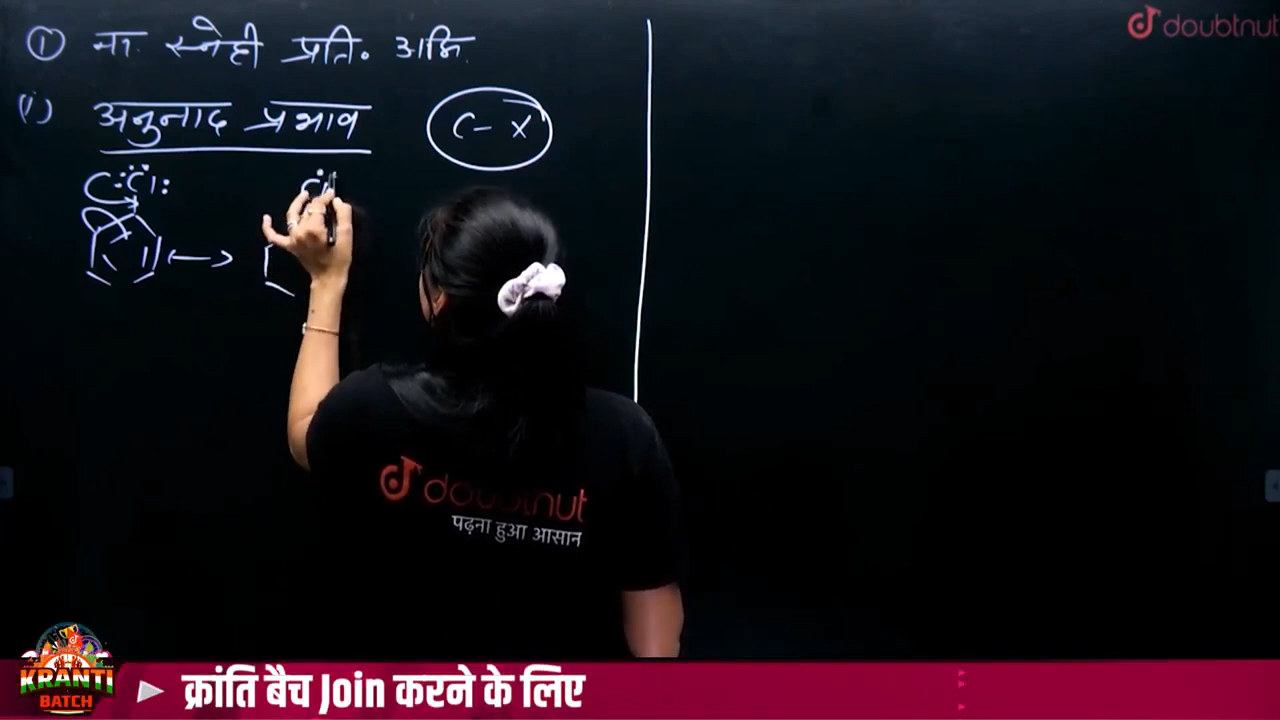 ① ना. स्नेही प्रति. अभि.
(i) अनुनाद प्रभाव
C-X
:Cl:
doubtnut
doubtnut
पढ़ना हुआ आसान
KRANTI
BATCH
क्रांति बैच Join करने के लिए